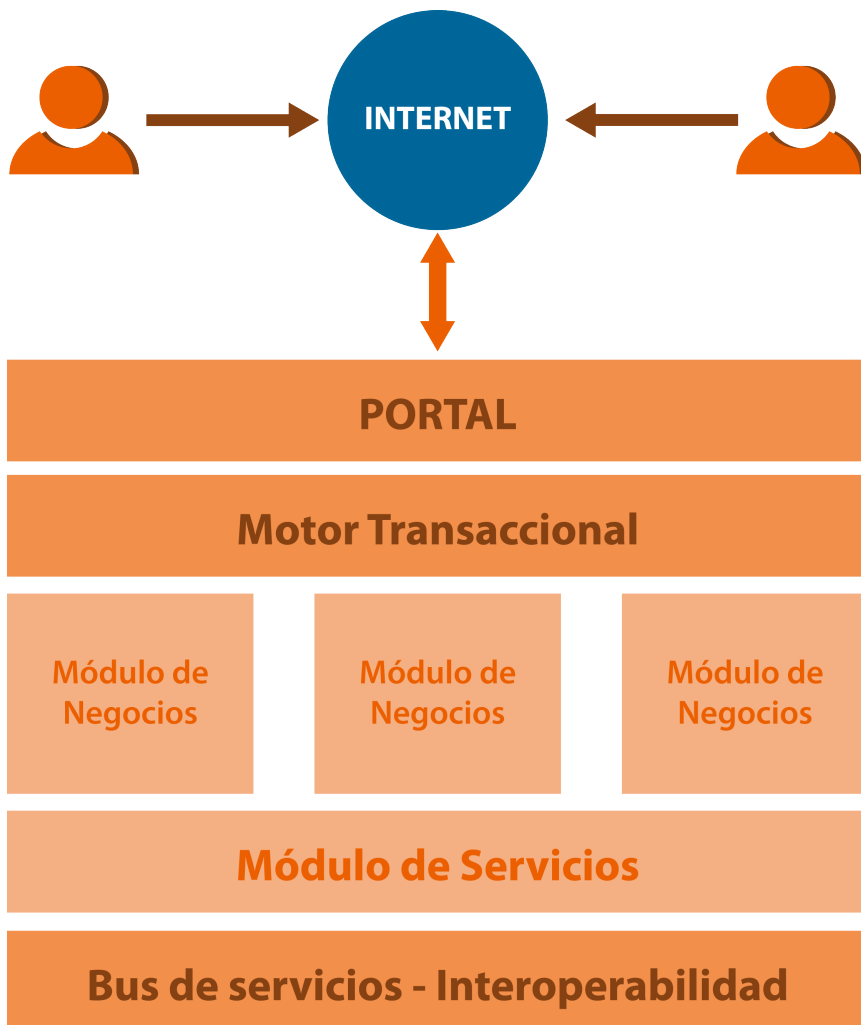 INTERNET
PORTAL
Motor Transaccional
Módulo de
Negocios
Módulo de
Negocios
Módulo de
Negocios
Módulo de Servicios
Bus de servicios - Interoperabilidad